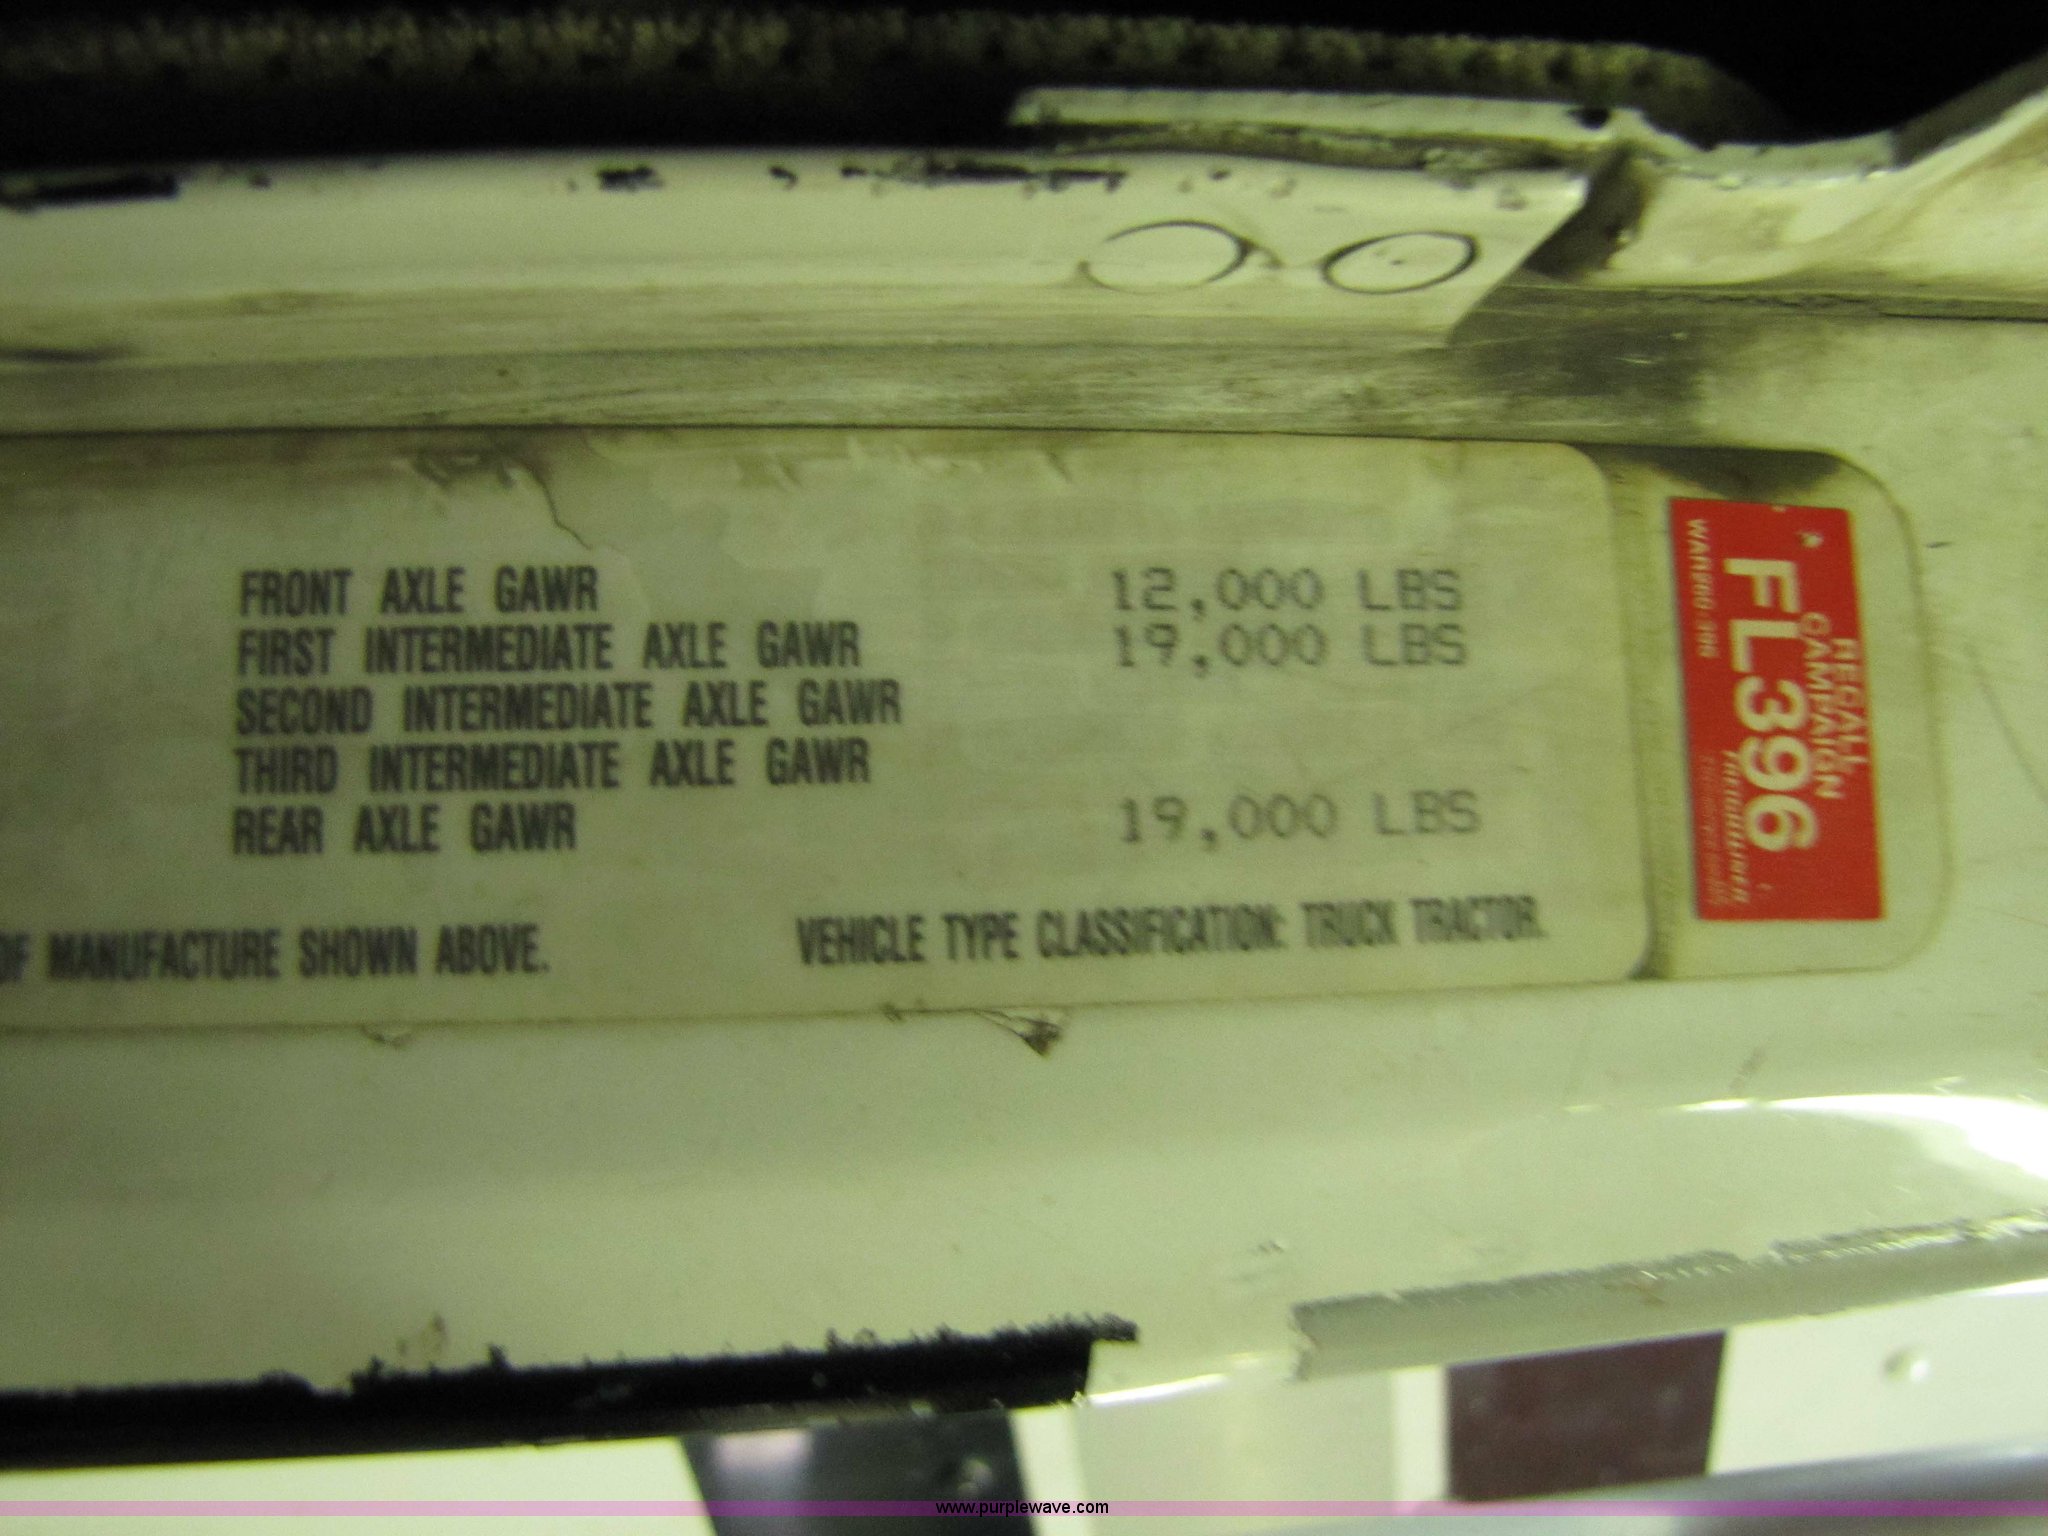 FRONT AXLE GAWR 12,000 LBS
FIRST INTERMEDIATE AXLE GAWR 19,000 LBS
SECOND INTERMEDIATE AXLE GAWR
THIRD INTERMEDIATE AXLE GAWR
REAR AXLE GAWR 19,000 LBS
OF MANUFACTURE SHOWN ABOVE. VEHICLE TYPE CLASSIFICATION: TRUCK TRACTOR.
RECALL
CAMPAIGN
FL396
www.purplewave.com